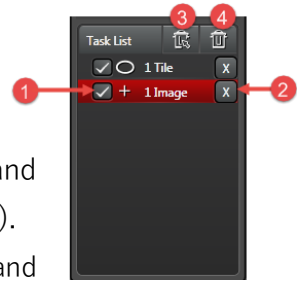 3 4
Task List
1 Tile X
1 1 Image X 2
and
).
and